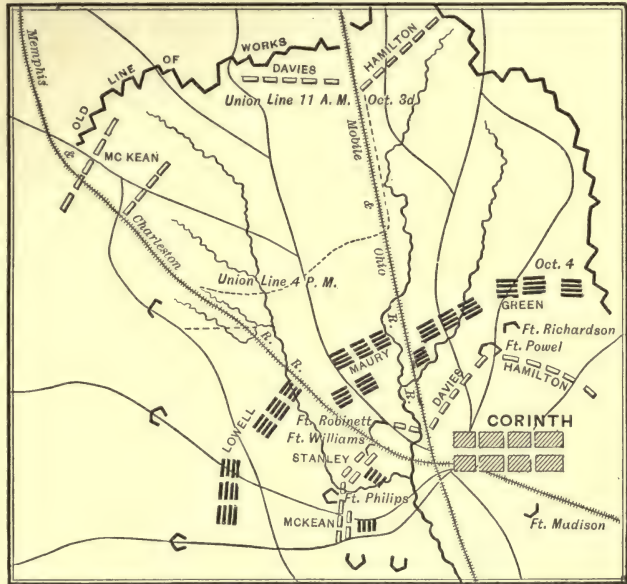 Memphis & Charleston R. R.
OLD LINE OF WORKS
DAVIES
HAMILTON
Union Line 11 A. M. Oct. 3d
MC KEAN
Mobile & Ohio R. R.
Union Line 4 P. M.
Oct. 4
GREEN
Ft. Richardson
Ft. Powel
MAURY
DAVIES
HAMILTON
LOWELL
Ft. Robinett
Ft. Williams
CORINTH
STANLEY
Ft. Philips
MCKEAN
Ft. Madison